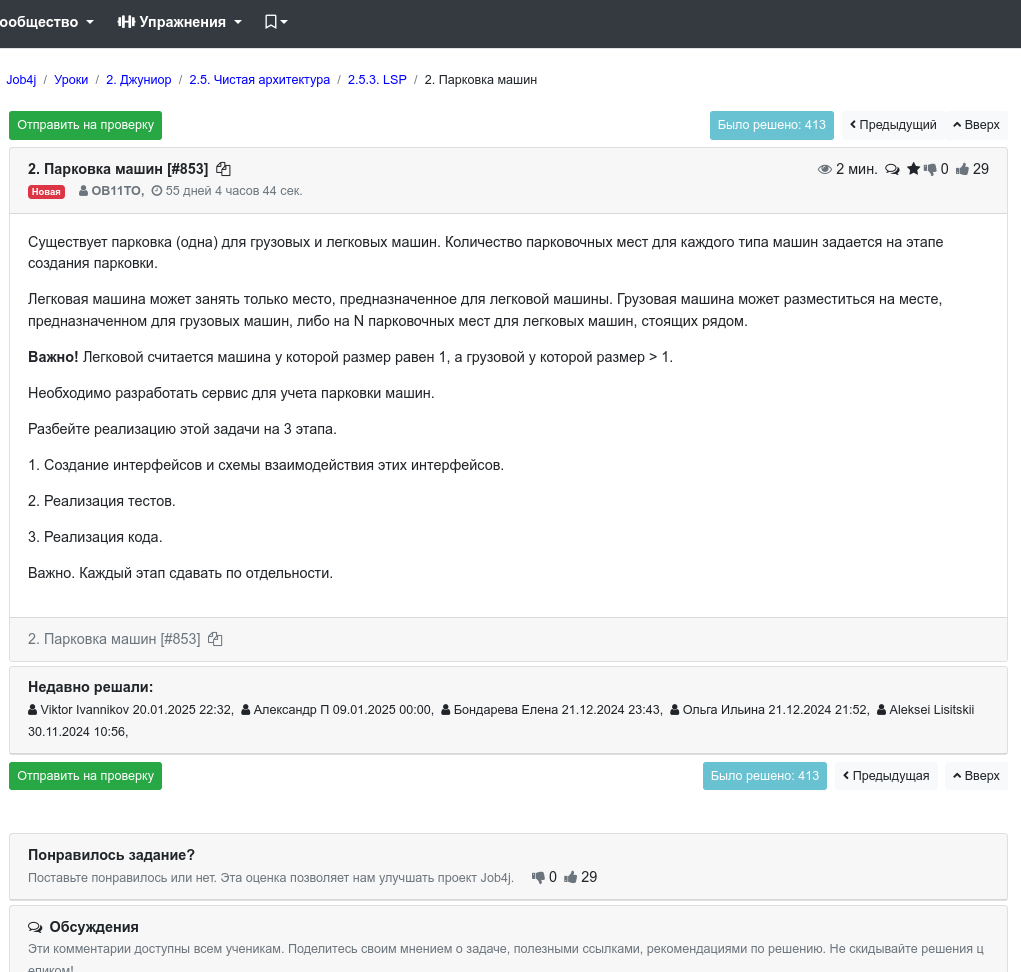 ообщество Упражнения
Job4j / Уроки / 2. Джуниор / 2.5. Чистая архитектура / 2.5.3. LSP / 2. Парковка машин
Отправить на проверку Было решено: 413 Предыдущий Вверх
2. Парковка машин [#853] 2 мин. 0 29
Новая OB11TO, 55 дней 4 часов 44 сек.
Существует парковка (одна) для грузовых и легковых машин. Количество парковочных мест для каждого типа машин задается на этапе
создания парковки.
Легковая машина может занять только место, предназначенное для легковой машины. Грузовая машина может разместиться на месте,
предназначенном для грузовых машин, либо на N парковочных мест для легковых машин, стоящих рядом.
Важно! Легковой считается машина у которой размер равен 1, а грузовой у которой размер > 1.
Необходимо разработать сервис для учета парковки машин.
Разбейте реализацию этой задачи на 3 этапа.
1. Создание интерфейсов и схемы взаимодействия этих интерфейсов.
2. Реализация тестов.
3. Реализация кода.
Важно. Каждый этап сдавать по отдельности.
2. Парковка машин [#853]
Недавно решали:
Viktor Ivannikov 20.01.2025 22:32, Александр П 09.01.2025 00:00, Бондарева Елена 21.12.2024 23:43, Ольга Ильина 21.12.2024 21:52, Aleksei Lisitskii
30.11.2024 10:56,
Отправить на проверку Было решено: 413 Предыдущая Вверх
Понравилось задание?
Поставьте понравилось или нет. Эта оценка позволяет нам улучшать проект Job4j. 0 29
Обсуждения
Эти комментарии доступны всем ученикам. Поделитесь своим мнением о задаче, полезными ссылками, рекомендациями по решению. Не скидывайте решения ц
еликом!